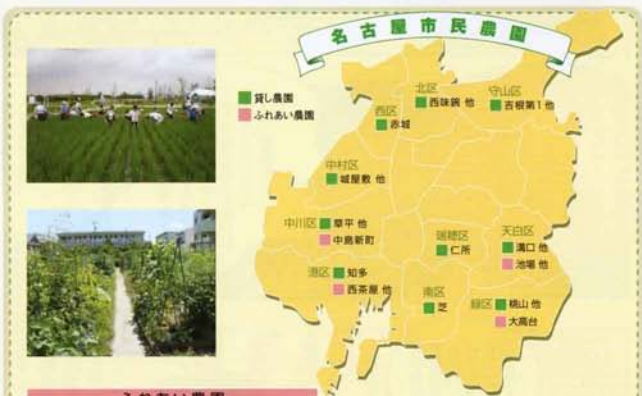 名古屋市民農園
貸し農園
ふれあい農園
北区
西味鋺 他
守山区
吉根第1 他
西区
赤城
中村区
城屋敷 他
中川区
草平 他
中島新町
瑞穂区
仁所
天白区
溝口 他
池場 他
港区
知多
西茶屋 他
南区
芝
緑区
桃山 他
大高台
ふれあい農園